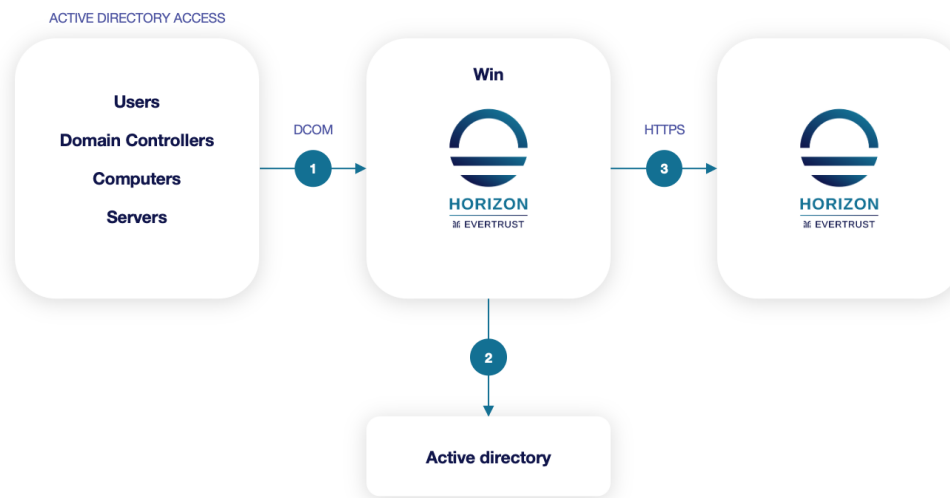 ACTIVE DIRECTORY ACCESS
Users
Domain Controllers
Computers
Servers
DCOM
1
Win
HORIZON
EVERTRUST
HTTPS
3
HORIZON
EVERTRUST
2
Active directory